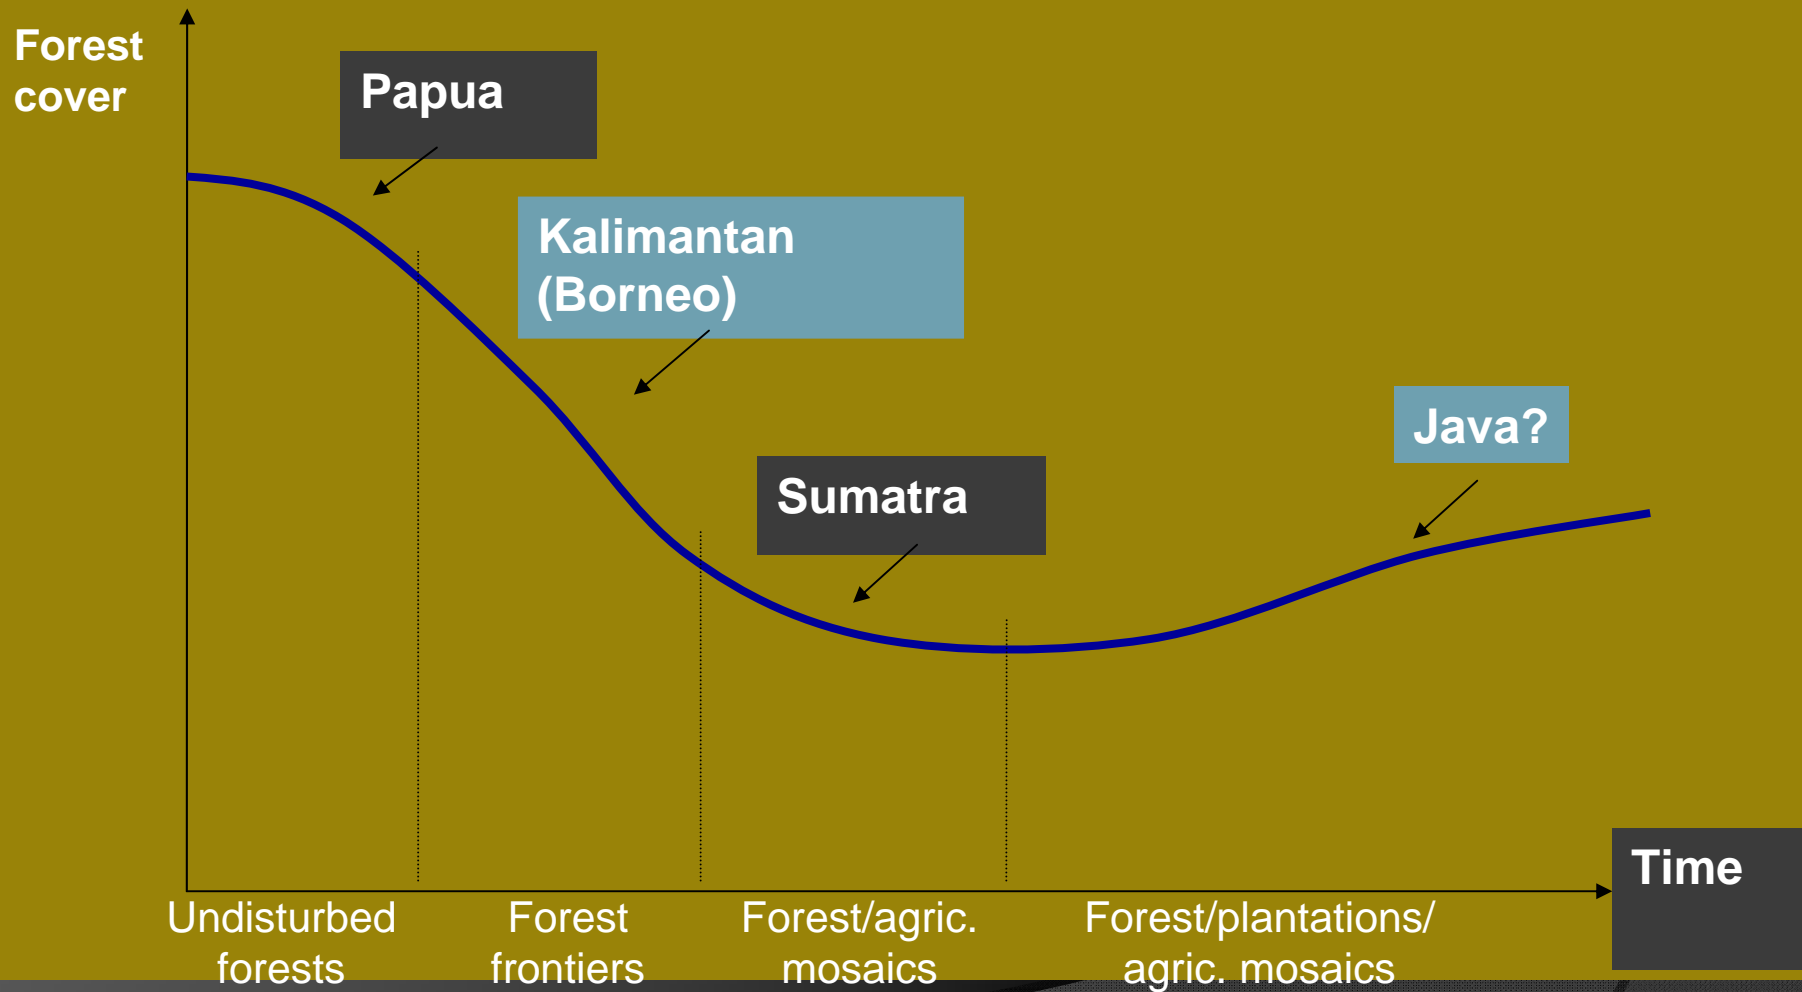 Forest
cover
Papua
Kalimantan
(Borneo)
Java?
Sumatra
Time
Undisturbed
forests
Forest
frontiers
Forest/agric.
mosaics
Forest/plantations/
agric. mosaics